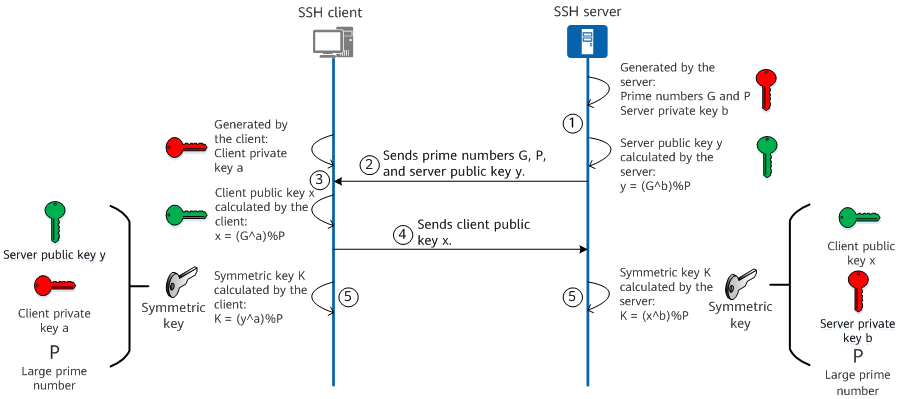 SSH client
SSH server
Generated by the
server:
Prime numbers G and P
Server private key b
1
Generated by
the client:
Client private
key a
2
Sends prime numbers G, P,
and server public key y.
Server public key y
calculated by the
server:
y = (G^b)%P
3
Client public key x
calculated by the
client:
x = (G^a)%P
4
Sends client public
key x.
Server public key y
Client private
key a
P
Large prime
number
Symmetric
key
Symmetric key K
calculated by the
client:
K = (y^a)%P
5
5
Symmetric key K
calculated by the
server:
K = (x^b)%P
Symmetric
key
Client public
key x
Server private
key b
P
Large prime
number